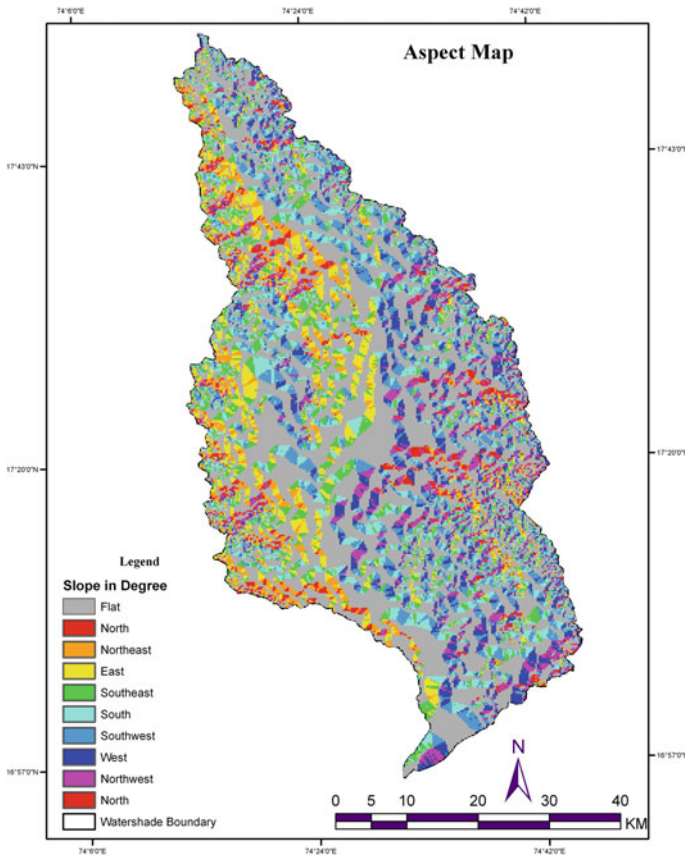 74°6'0"E 74°24'0"E 74°42'0"E
Aspect Map
17°43'0"N 17°43'0"N
17°20'0"N 17°20'0"N
Legend
Slope in Degree
Flat
North
Northeast
East
Southeast
South
Southwest
West
Northwest
North
Watershade Boundary
16°57'0"N 16°57'0"N
N
0 5 10 20 30 40
KM
74°6'0"E 74°24'0"E 74°42'0"E